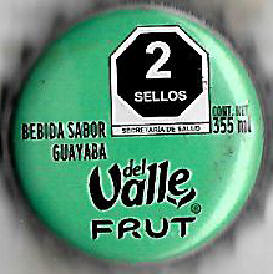 2
SELLOS
SECRETARÍA DE SALUD
BEBIDA SABOR
GUAYABA
CONT. NET
355 ml
del
Valle
FRUT®